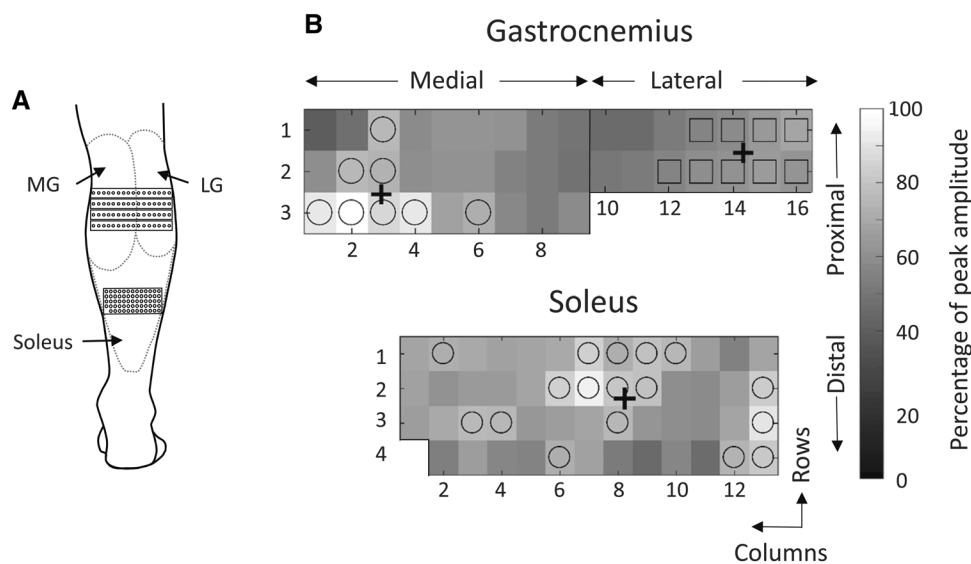 A
MG
LG
Soleus
B
Gastrocnemius
Medial
Lateral
1
2
3
2
4
6
8
10
12
14
16
Proximal
Distal
100
80
60
40
20
0
Percentage of peak amplitude
Soleus
1
2
3
4
2
4
6
8
10
12
Rows
Columns